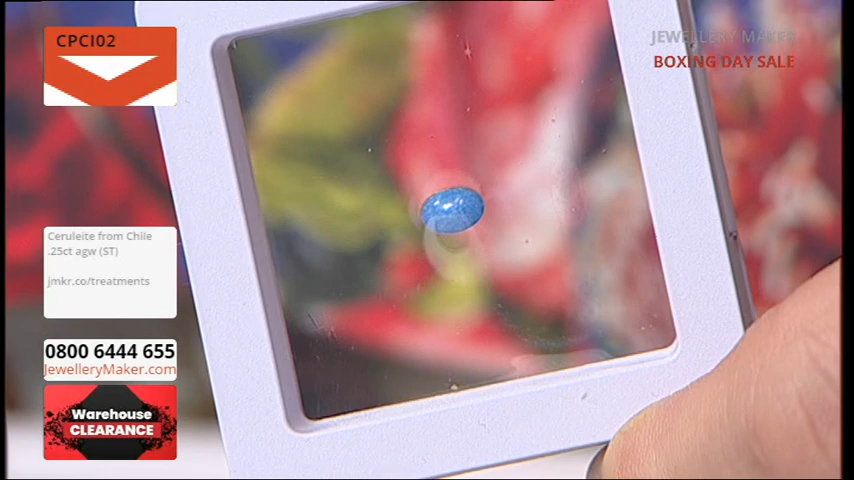 CPCI02
JEWELLERY MAKER
BOXING DAY SALE
Ceruleite from Chile
.25ct agw (ST)
jmkr.co/treatments
0800 6444 655
JewelleryMaker.com
Warehouse
CLEARANCE